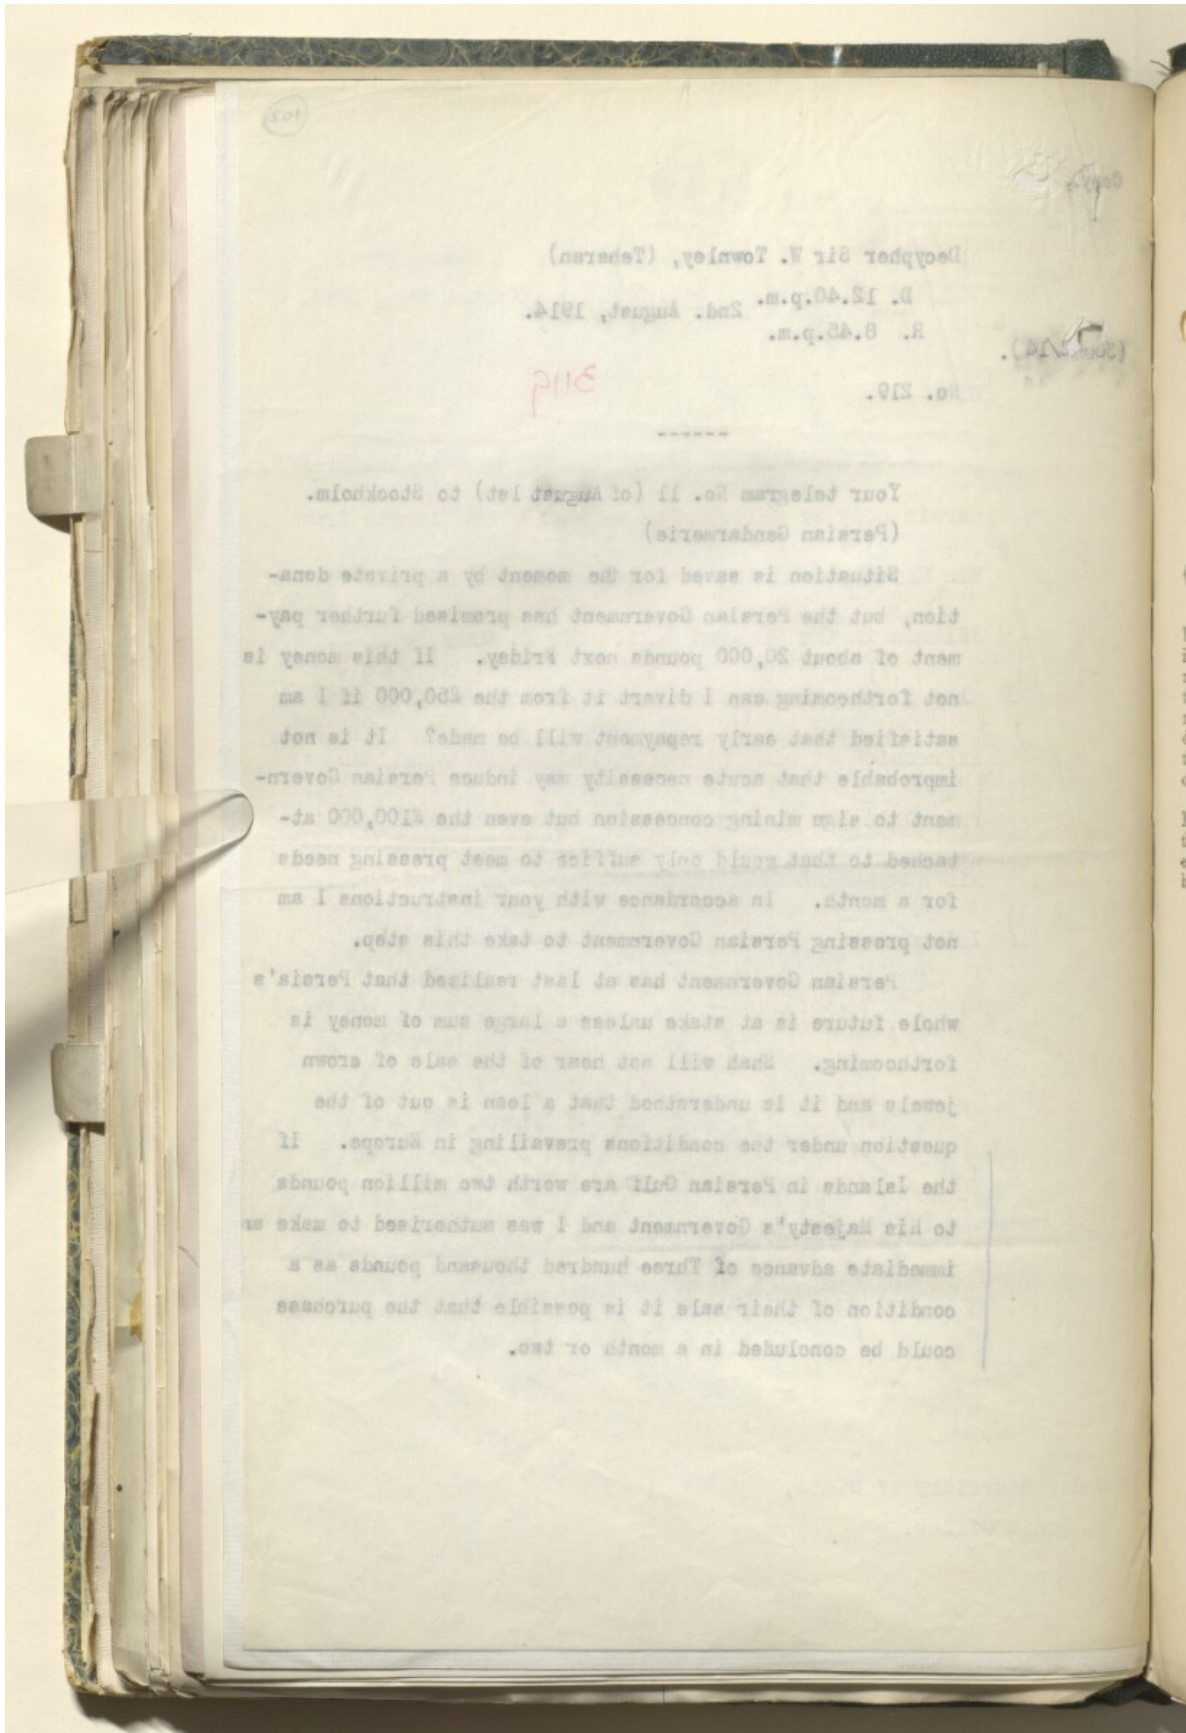 102
Copy.
Decypher Sir W. Townley, (Teheran)
D. 12.40.p.m.
2nd. August, 1914.
R. 8.45.p.m.
No. 219.
3119
------
Your telegram No. 11 (of August 1st) to Stockholm.
(Persian Gendarmerie)
Situation is saved for the moment by a private dona-
tion, but the Persian Government has promised further pay-
ment of about 20,000 pounds next Friday. If this money is
not forthcoming can I divert it from the £50,000 if I am
satisfied that early repayment will be made? It is not
improbable that acute necessity may induce Persian Govern-
ment to sign mining concession but even the £100,000 at-
tached to that would only suffice to meet pressing needs
for a month. In accordance with your instructions I am
not pressing Persian Government to take this step.
Persian Government has at last realised that Persia's
whole future is at stake unless a large sum of money is
forthcoming. Shah will not hear of the sale of crown
jewels and it is understood that a loan is out of the
question under the conditions prevailing in Europe. If
the Islands in Persian Gulf are worth two million pounds
to His Majesty's Government and I was authorised to make an
immediate advance of Three hundred thousand pounds as a
condition of their sale it is possible that the purchase
could be concluded in a month or two.